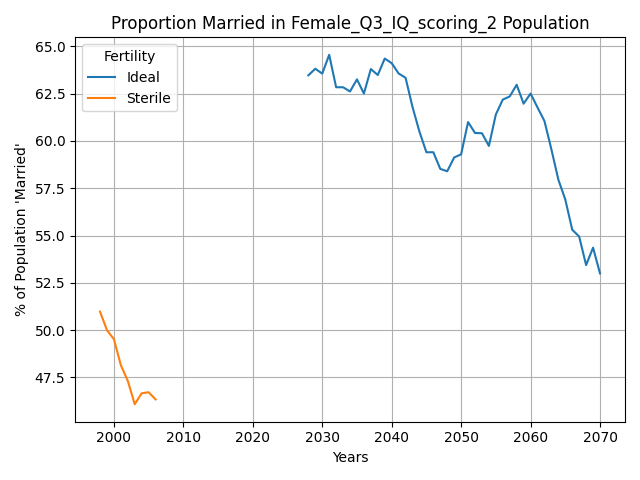 Proportion Married in Female_Q3_IQ_scoring_2 Population
Fertility
Ideal
Sterile
65.0
62.5
60.0
57.5
55.0
52.5
50.0
47.5
% of Population 'Married'
2000 2010 2020 2030 2040 2050 2060 2070
Years